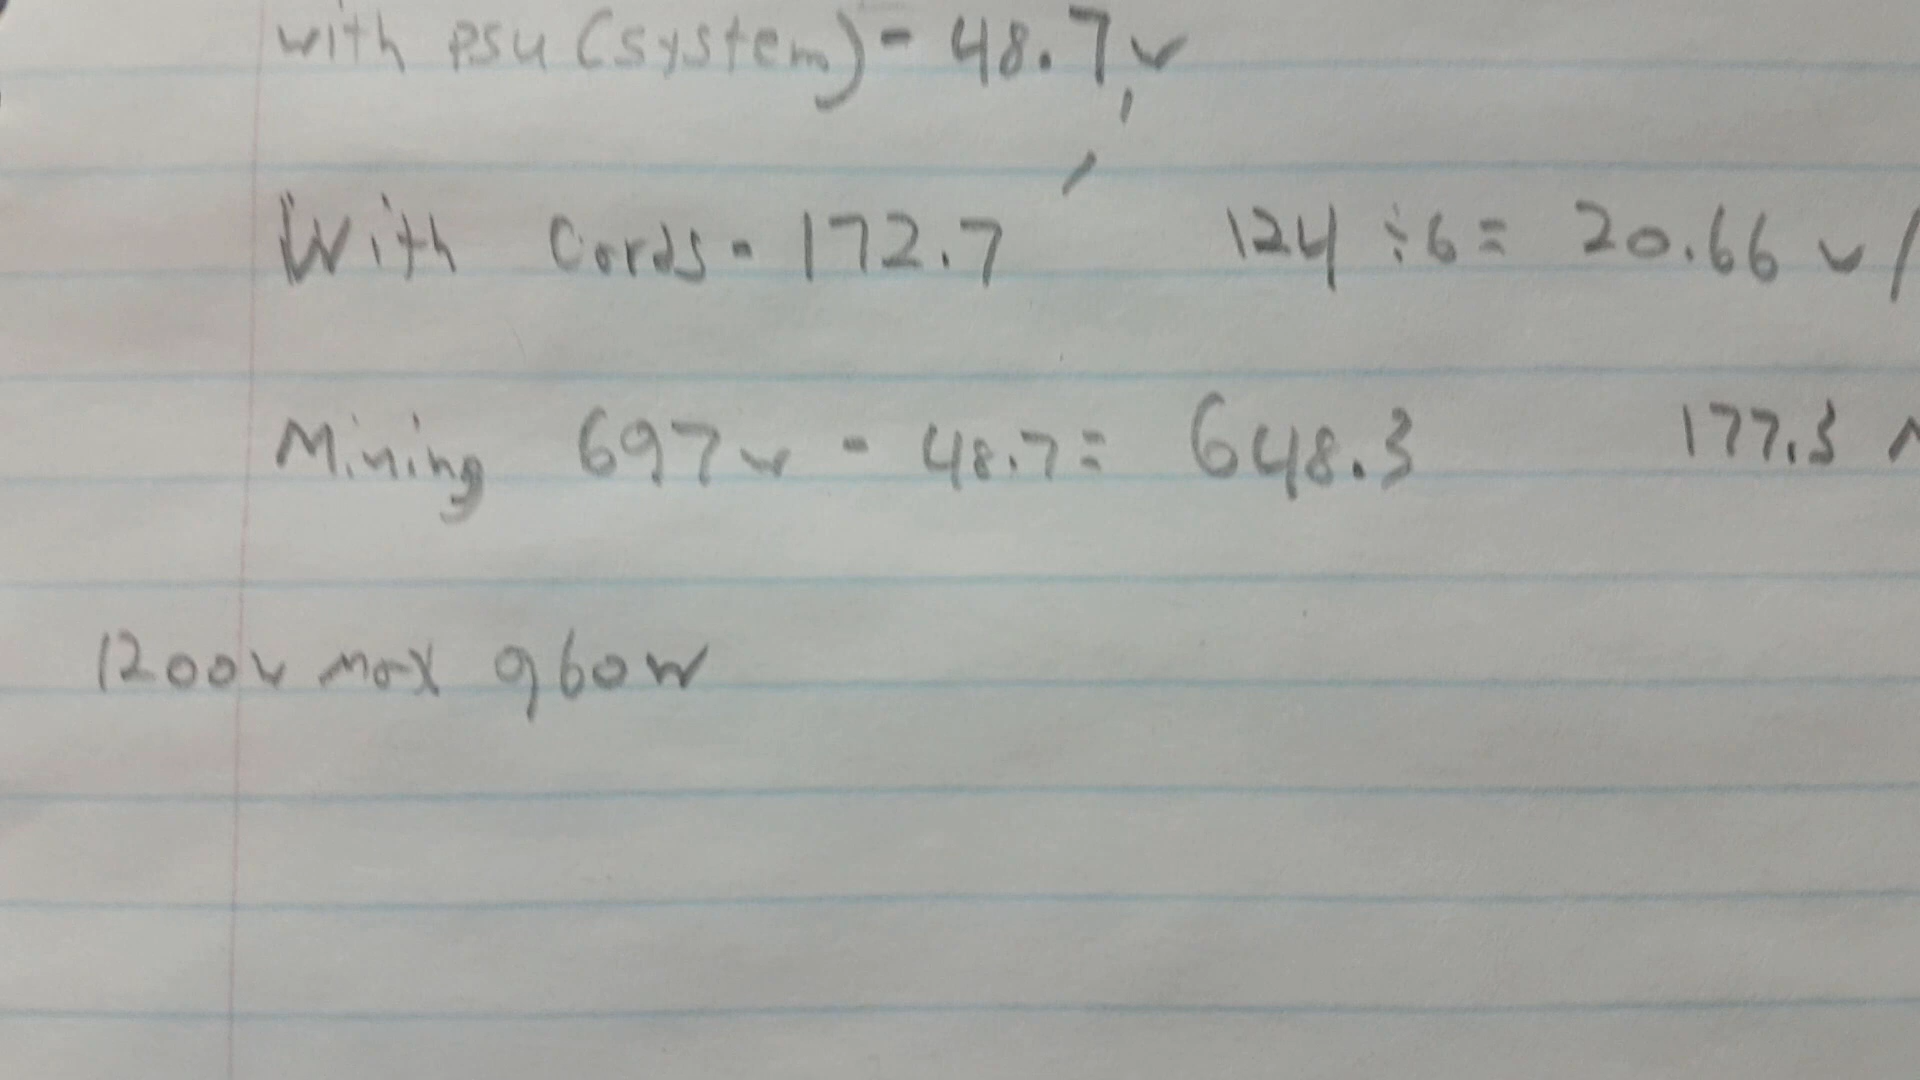 with psu (system) - 48.7w
With Cords - 172.7 124 ÷ 6 = 20.66 w/
Mining 697w - 48.7 = 648.3 177.3
1200w max 960w